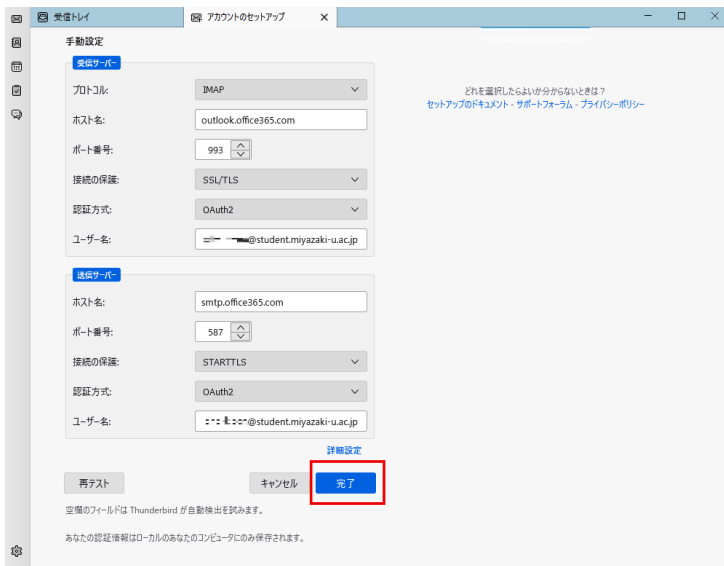 受信トレイ
アカウントのセットアップ
手動設定
受信サーバー
プロトコル:
IMAP
ホスト名:
outlook.office365.com
ポート番号:
993
接続の保護:
SSL/TLS
認証方式:
OAuth2
ユーザー名:
@student.miyazaki-u.ac.jp
送信サーバー
ホスト名:
smtp.office365.com
ポート番号:
587
接続の保護:
STARTTLS
認証方式:
OAuth2
ユーザー名:
@student.miyazaki-u.ac.jp
詳細設定
再テスト
キャンセル
完了
空欄のフィールドは Thunderbird が自動検出を試みます。
あなたの認証情報はローカルのあなたのコンピュータにのみ保存されます。
どれを選択したらよいか分からないときは？
セットアップのドキュメント - サポートフォーラム - プライバシーポリシー